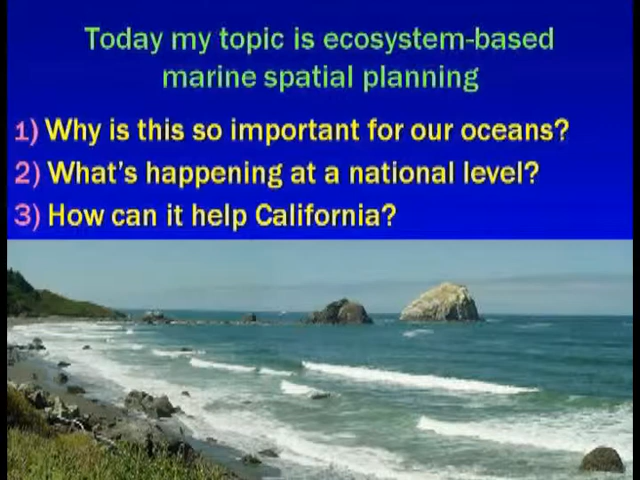 Today my topic is ecosystem-based
marine spatial planning
1) Why is this so important for our oceans?
2) What's happening at a national level?
3) How can it help California?